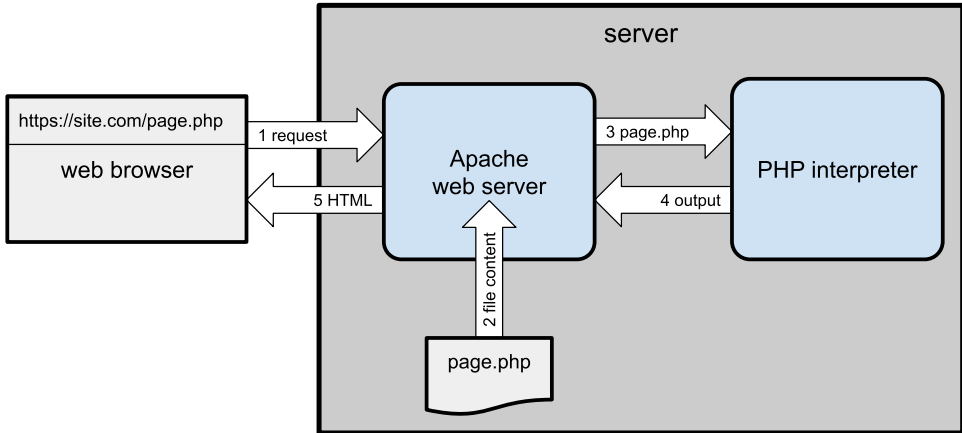 server
https://site.com/page.php
web browser
1 request
5 HTML
Apache
web server
3 page.php
4 output
PHP interpreter
2 file content
page.php